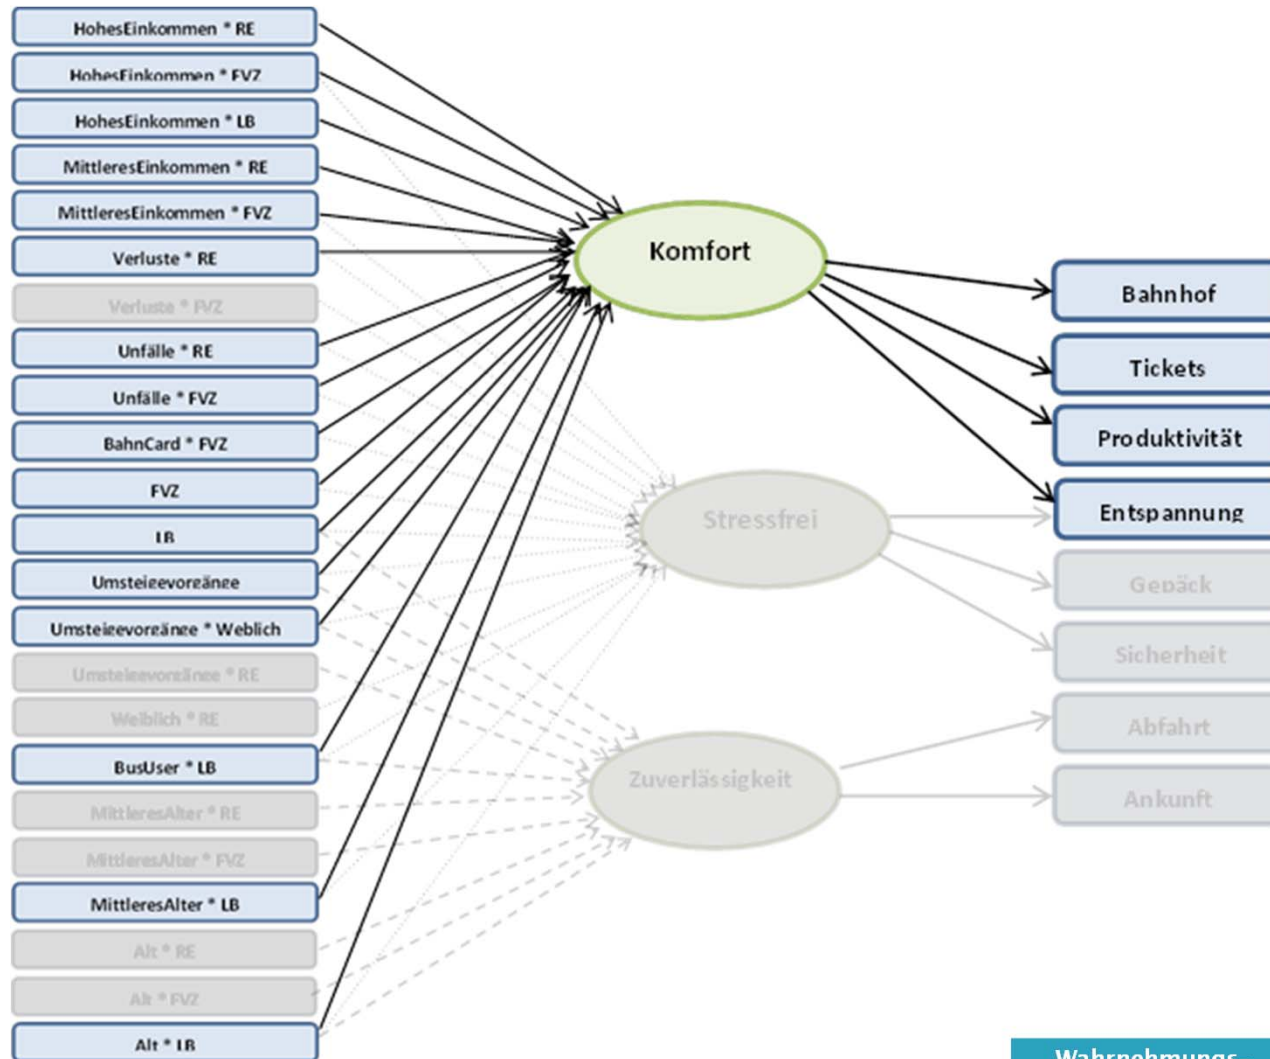 HohesEinkommen * RE
HohesEinkommen * FVZ
HohesEinkommen * LB
MittleresEinkommen * RE
MittleresEinkommen * FVZ
Verluste * RE
Verluste * FVZ
Unfälle * RE
Unfälle * FVZ
BahnCard * FVZ
FVZ
LB
Umsteigevorgänge
Umsteigevorgänge * Weblich
Umsteigevorgänge * RE
Weiblich * RE
BusUser * LB
MittleresAlter * RE
MittleresAlter * FVZ
MittleresAlter * LB
Alt * RE
Alt * FVZ
Alt * LB
Komfort
Stressfrei
Zuverlässigkeit
Bahnhof
Tickets
Produktivität
Entspannung
Gepäck
Sicherheit
Abfahrt
Ankunft
Wahrnehmungs